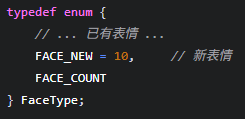 typedef enum {
    // ... 已有表情 ...
    FACE_NEW = 10,     // 新表情
    FACE_COUNT
} FaceType;